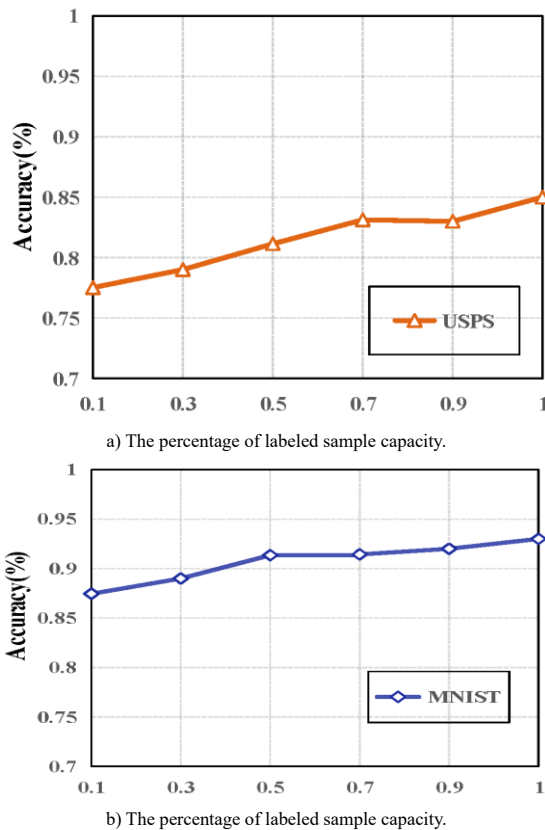 1
0.95
0.9
0.85
0.8
0.75
0.7
Accuracy(%)
USPS
0.1 0.3 0.5 0.7 0.9 1
a) The percentage of labeled sample capacity.
1
0.95
0.9
0.85
0.8
0.75
0.7
Accuracy(%)
MNIST
0.1 0.3 0.5 0.7 0.9 1
b) The percentage of labeled sample capacity.